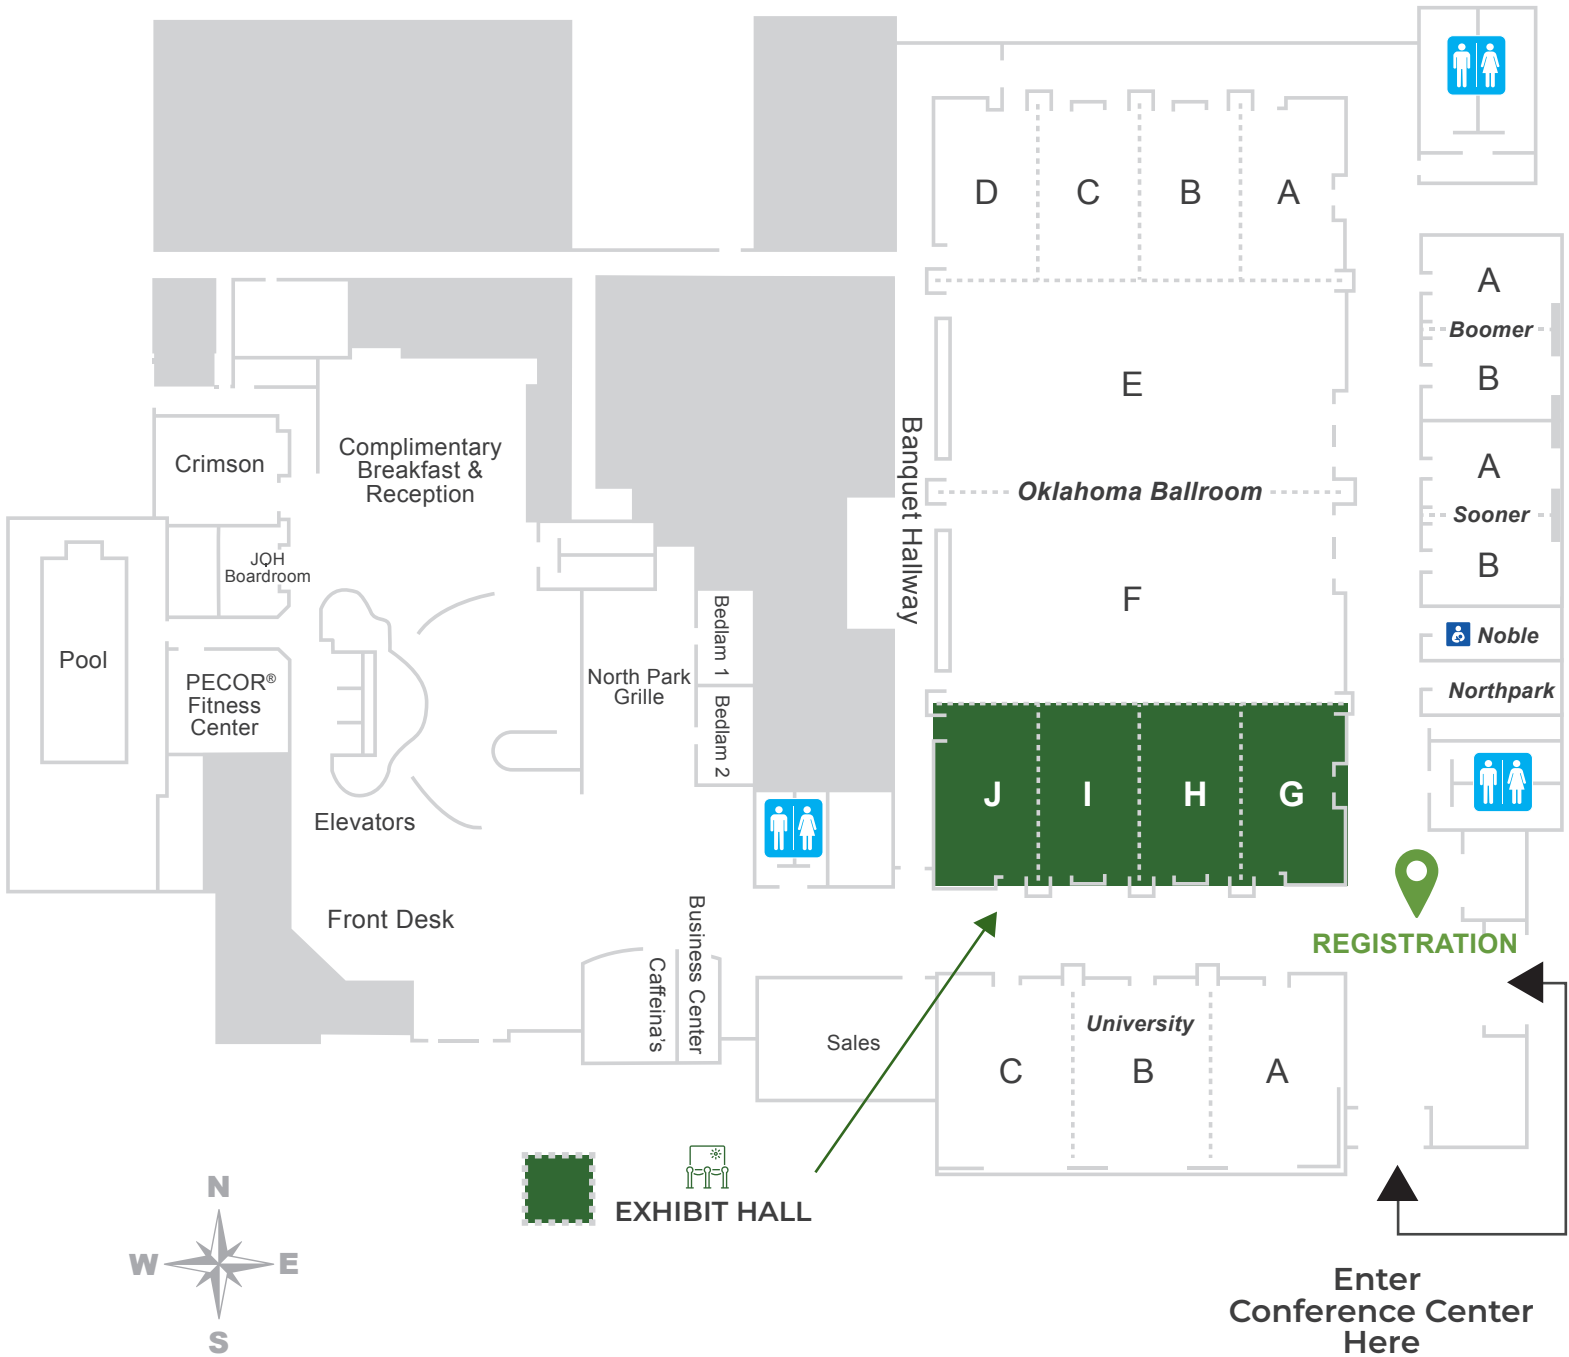 D
C
B
A
A
Boomer
B
E
Banquet Hallway
Oklahoma Ballroom
A
Sooner
B
F
Noble
Northpark
Crimson
Complimentary
Breakfast &
Reception
JQH
Boardroom
Pool
PECOR®
Fitness
Center
North Park
Grille
Bedlam 1
Bedlam 2
J
I
H
G
Elevators
Front Desk
Caffeina's
Business Center
REGISTRATION
Sales
University
C
B
A
EXHIBIT HALL
N
W
E
S
Enter
Conference Center
Here